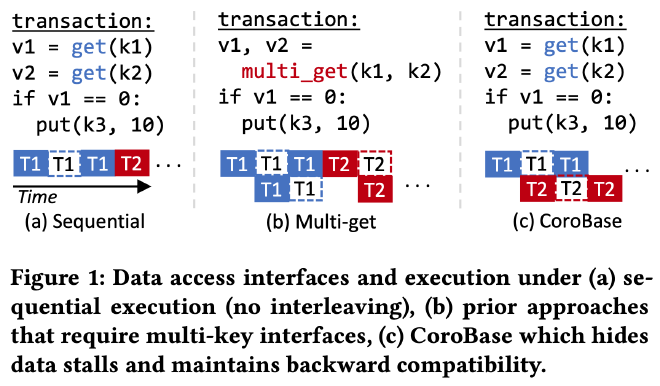 transaction:
v1 = get(k1)
v2 = get(k2)
if v1 == 0:
  put(k3, 10)
T1 T1 T1 T2 ...
Time
(a) Sequential
transaction:
v1, v2 =
  multi_get(k1, k2)
if v1 == 0:
  put(k3, 10)
T1 T1 T1 T2 T2
T1 T1 T2 ...
(b) Multi-get
transaction:
v1 = get(k1)
v2 = get(k2)
if v1 == 0:
  put(k3, 10)
T1 T1 T1 ...
T2 T2 T2
(c) CoroBase
Figure 1: Data access interfaces and execution under (a) se-
quential execution (no interleaving), (b) prior approaches
that require multi-key interfaces, (c) CoroBase which hides
data stalls and maintains backward compatibility.